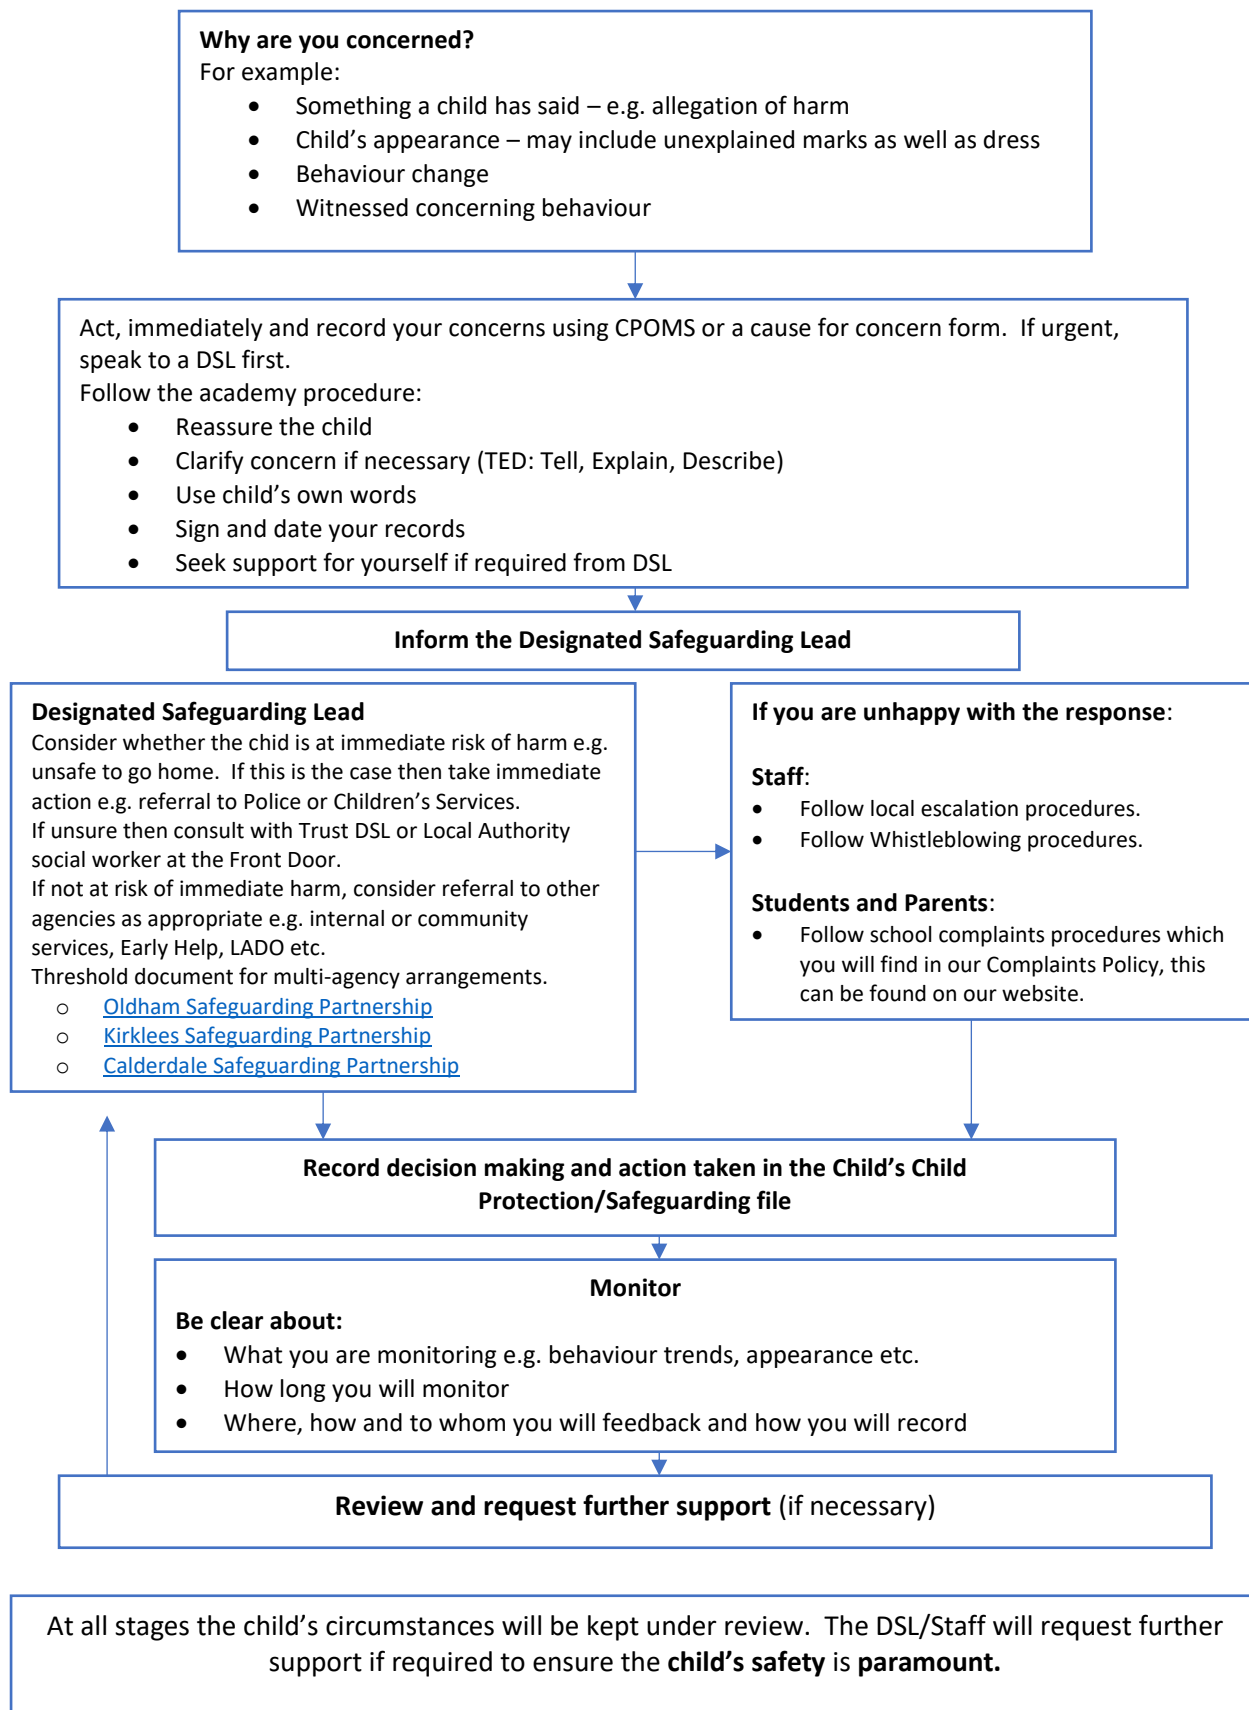 Why are you concerned?
For example:
• Something a child has said – e.g. allegation of harm
• Child's appearance – may include unexplained marks as well as dress
• Behaviour change
• Witnessed concerning behaviour
Act, immediately and record your concerns using CPOMS or a cause for concern form.  If urgent,
speak to a DSL first.
Follow the academy procedure:
• Reassure the child
• Clarify concern if necessary (TED: Tell, Explain, Describe)
• Use child's own words
• Sign and date your records
• Seek support for yourself if required from DSL
Inform the Designated Safeguarding Lead
Designated Safeguarding Lead
Consider whether the chid is at immediate risk of harm e.g.
unsafe to go home.  If this is the case then take immediate
action e.g. referral to Police or Children's Services.
If unsure then consult with Trust DSL or Local Authority
social worker at the Front Door.
If not at risk of immediate harm, consider referral to other
agencies as appropriate e.g. internal or community
services, Early Help, LADO etc.
Threshold document for multi-agency arrangements.
o Oldham Safeguarding Partnership
o Kirklees Safeguarding Partnership
o Calderdale Safeguarding Partnership
If you are unhappy with the response:
Staff:
• Follow local escalation procedures.
• Follow Whistleblowing procedures.
Students and Parents:
• Follow school complaints procedures which
you will find in our Complaints Policy, this
can be found on our website.
Record decision making and action taken in the Child's Child
Protection/Safeguarding file
Monitor
Be clear about:
• What you are monitoring e.g. behaviour trends, appearance etc.
• How long you will monitor
• Where, how and to whom you will feedback and how you will record
Review and request further support (if necessary)
At all stages the child's circumstances will be kept under review.  The DSL/Staff will request further
support if required to ensure the child's safety is paramount.